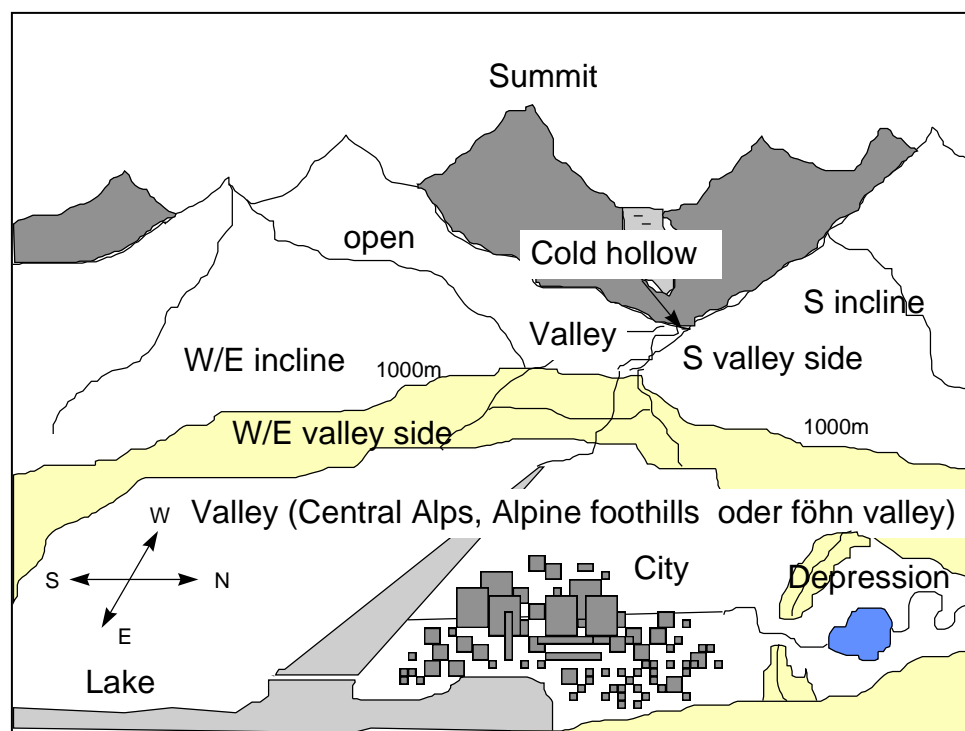 Summit
open
Cold hollow
S incline
Valley
W/E incline
1000m
S valley side
W/E valley side
1000m
Valley (Central Alps, Alpine foothills oder föhn valley)
W
S
N
E
City
Depression
Lake